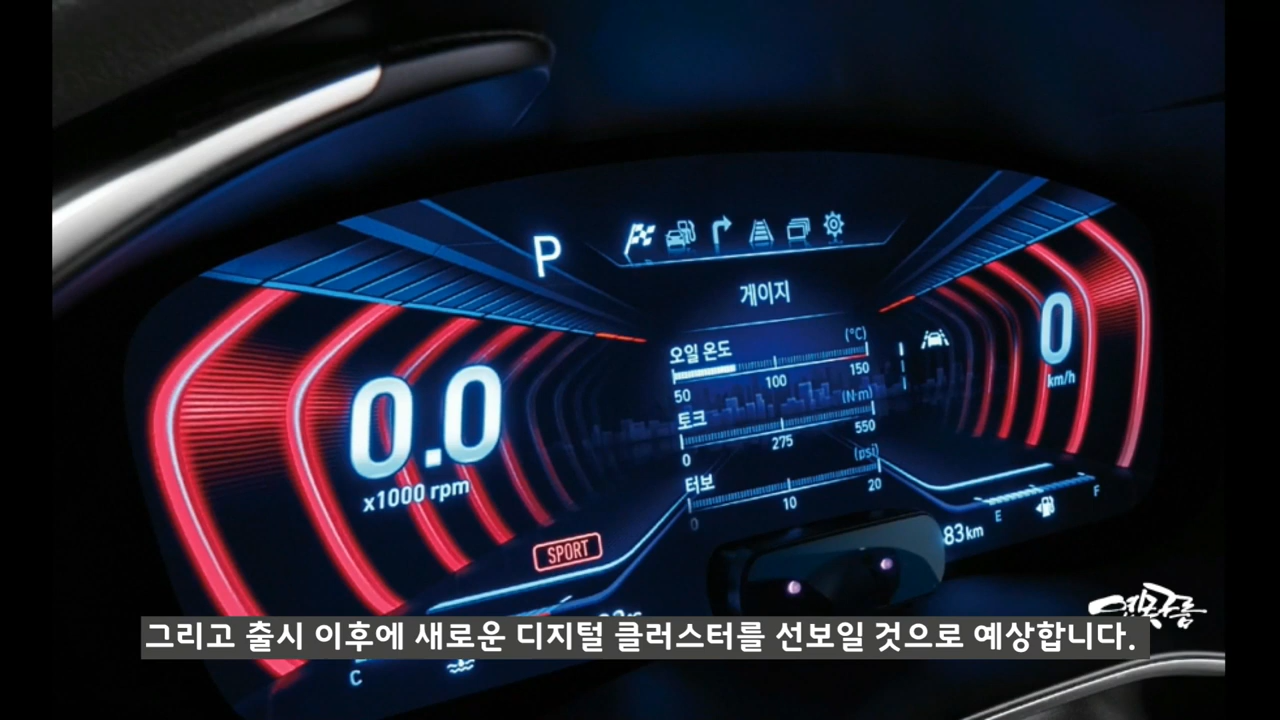 P
게이지
오일 온도 (°C)
50 100 150
토크 (N·m)
0 275 550
터보 (psi)
0 10 20
0.0
x1000 rpm
0
km/h
SPORT
E F
83km
C
그리고 출시 이후에 새로운 디지털 클러스터를 선보일 것으로 예상합니다.